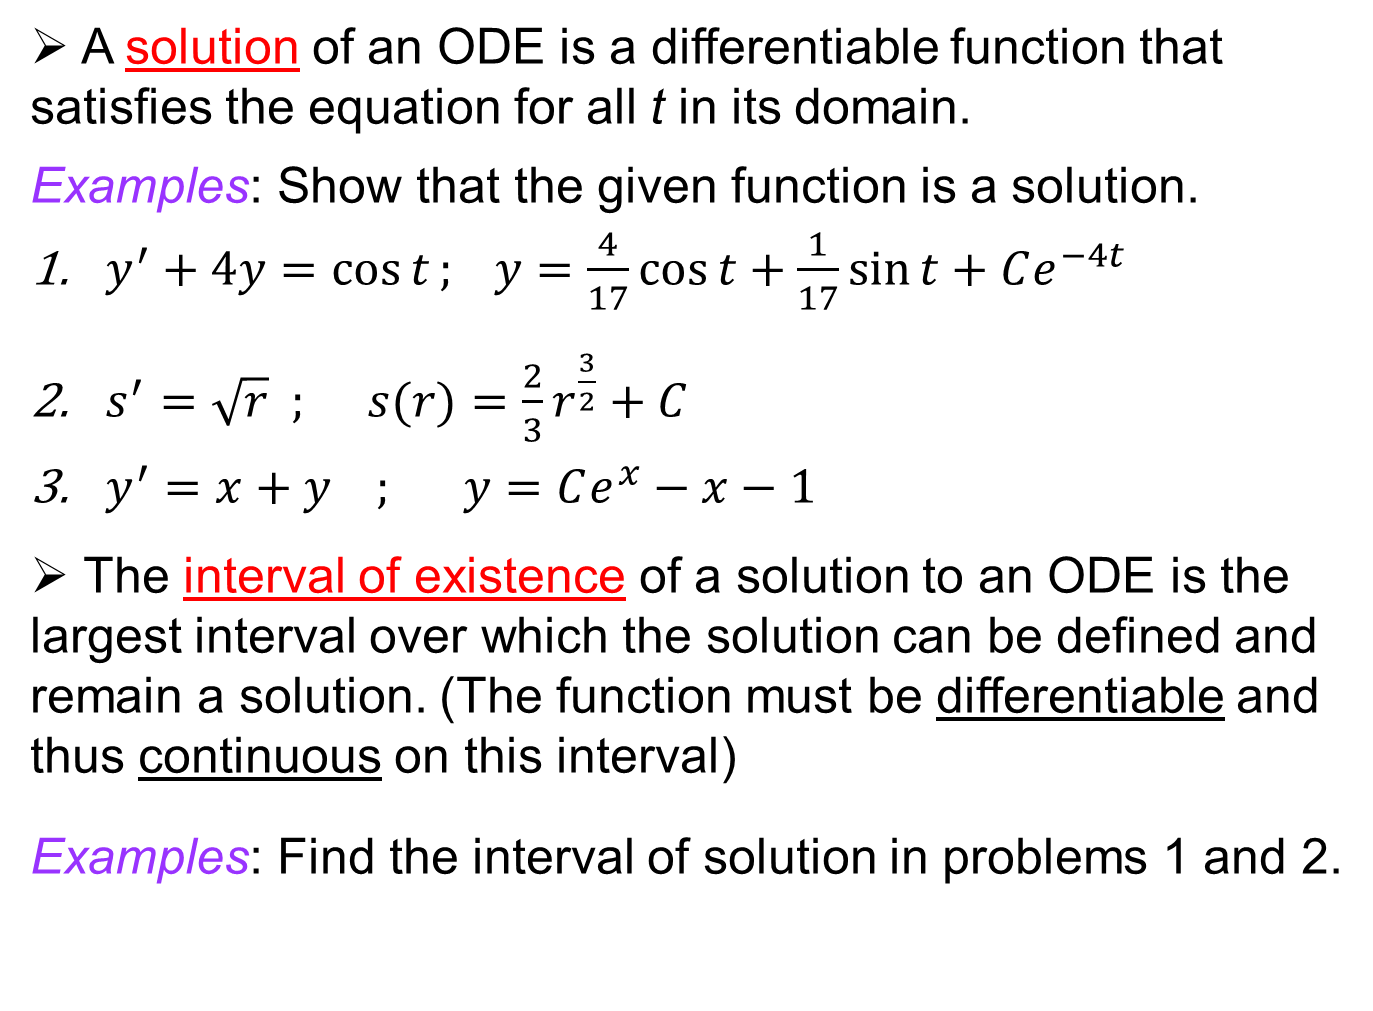 ➢ A solution of an ODE is a differentiable function that
satisfies the equation for all t in its domain.
Examples: Show that the given function is a solution.
1. y′ + 4y = cos t ; y = 4/17 cos t + 1/17 sin t + Ce^{−4t}
2. s′ = √r ; s(r) = 2/3 r^{3/2} + C
3. y′ = x + y ; y = Ce^x − x − 1
➢ The interval of existence of a solution to an ODE is the
largest interval over which the solution can be defined and
remain a solution. (The function must be differentiable and
thus continuous on this interval)
Examples: Find the interval of solution in problems 1 and 2.